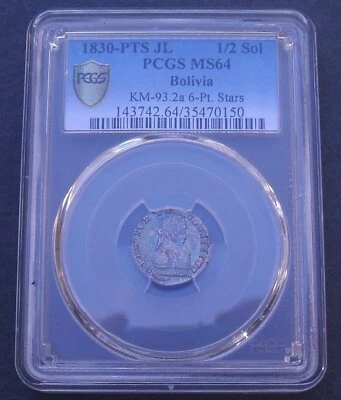 1830-PTS JL 1/2 Sol
PCGS MS64
Bolivia
KM-93.2a 6-Pt. Stars
143742.64/35470150
PCGS